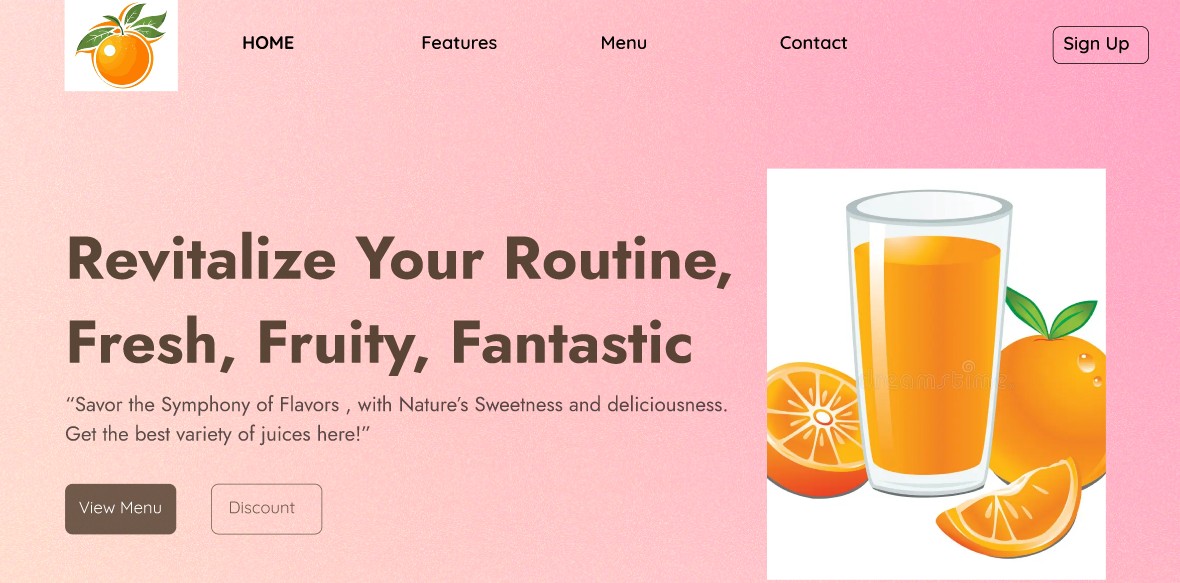 HOME Features Menu Contact Sign Up
Revitalize Your Routine,
Fresh, Fruity, Fantastic
“Savor the Symphony of Flavors , with Nature’s Sweetness and deliciousness.
Get the best variety of juices here!”
View Menu Discount
dreamstime